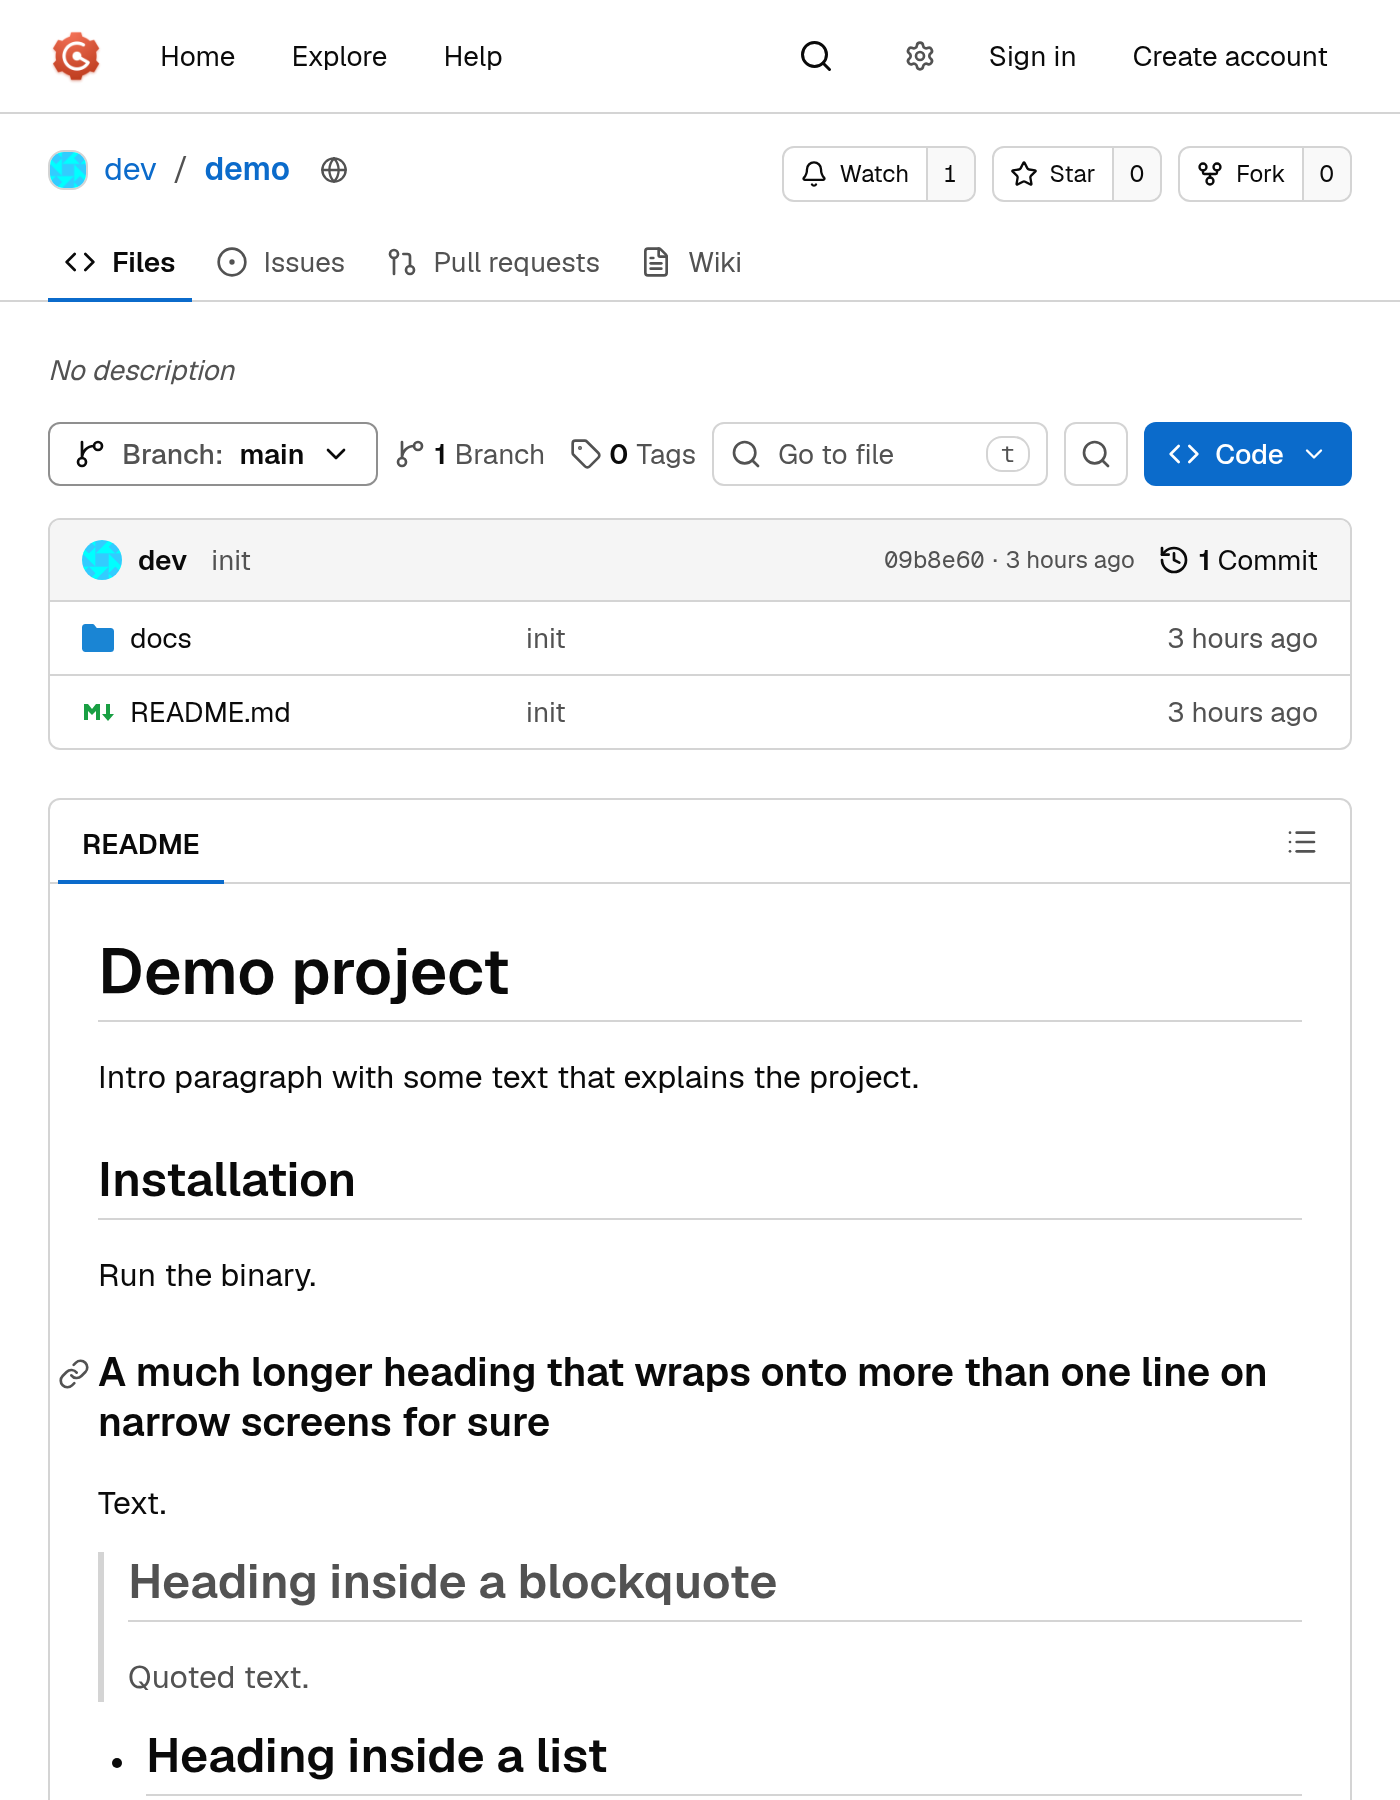 Home Explore Help Sign in Create account
dev / demo Watch 1 Star 0 Fork 0
Files Issues Pull requests Wiki
No description
Branch: main 1 Branch 0 Tags Go to file t Code
dev init 09b8e60 · 3 hours ago 1 Commit
docs init 3 hours ago
README.md init 3 hours ago
README
Demo project
Intro paragraph with some text that explains the project.
Installation
Run the binary.
A much longer heading that wraps onto more than one line on
narrow screens for sure
Text.
Heading inside a blockquote
Quoted text.
• Heading inside a list